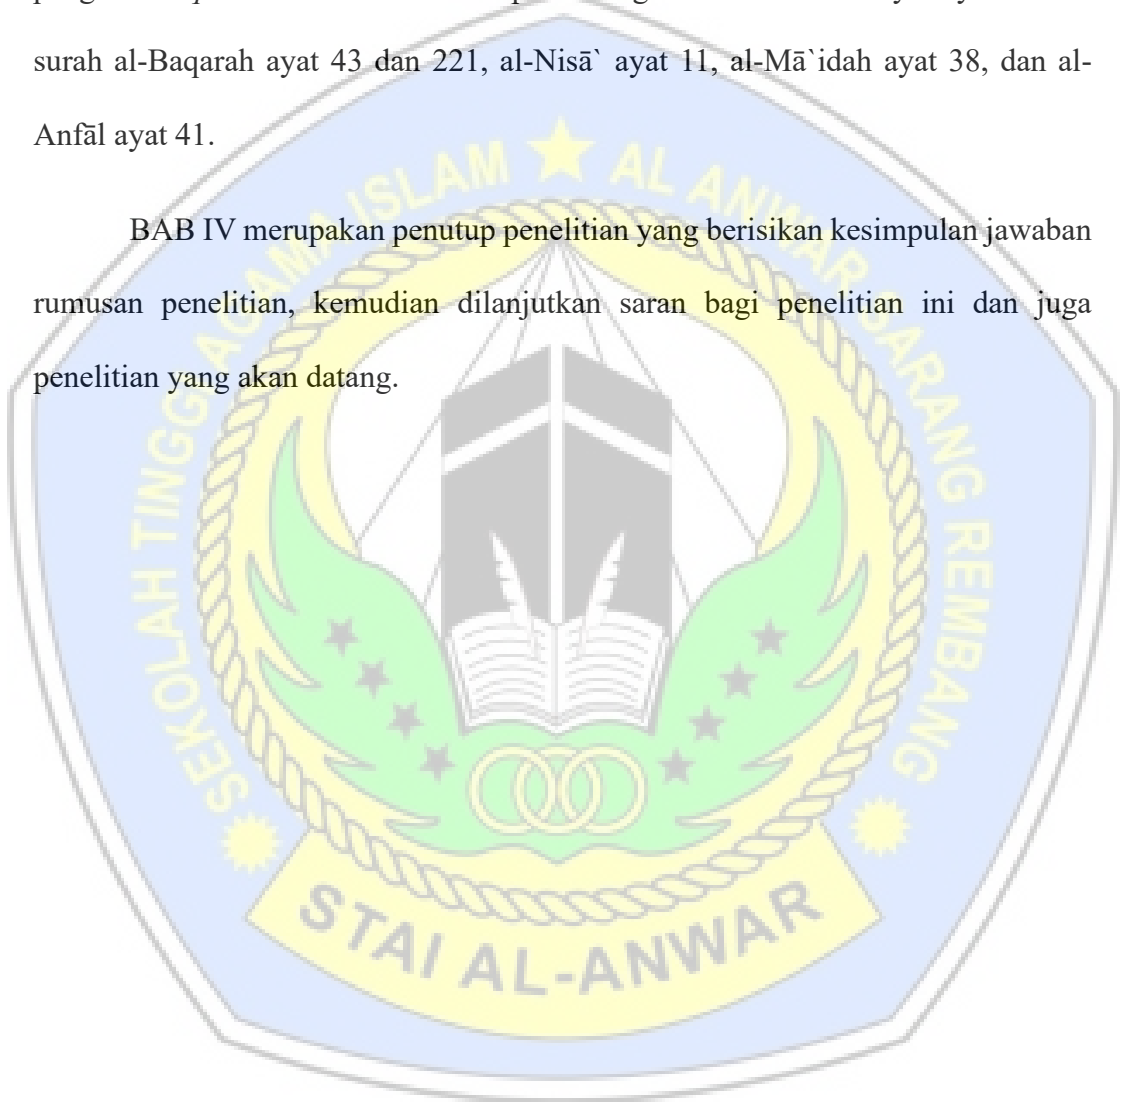 surah al-Baqarah ayat 43 dan 221, al-Nisā` ayat 11, al-Mā`idah ayat 38, dan al-
Anfāl ayat 41.
BAB IV merupakan penutup penelitian yang berisikan kesimpulan jawaban
rumusan penelitian, kemudian dilanjutkan saran bagi penelitian ini dan juga
penelitian yang akan datang.
SEKOLAH TINGGI AGAMA ISLAM ★ AL ANWAR SARANG REMBANG
STAI AL-ANWAR